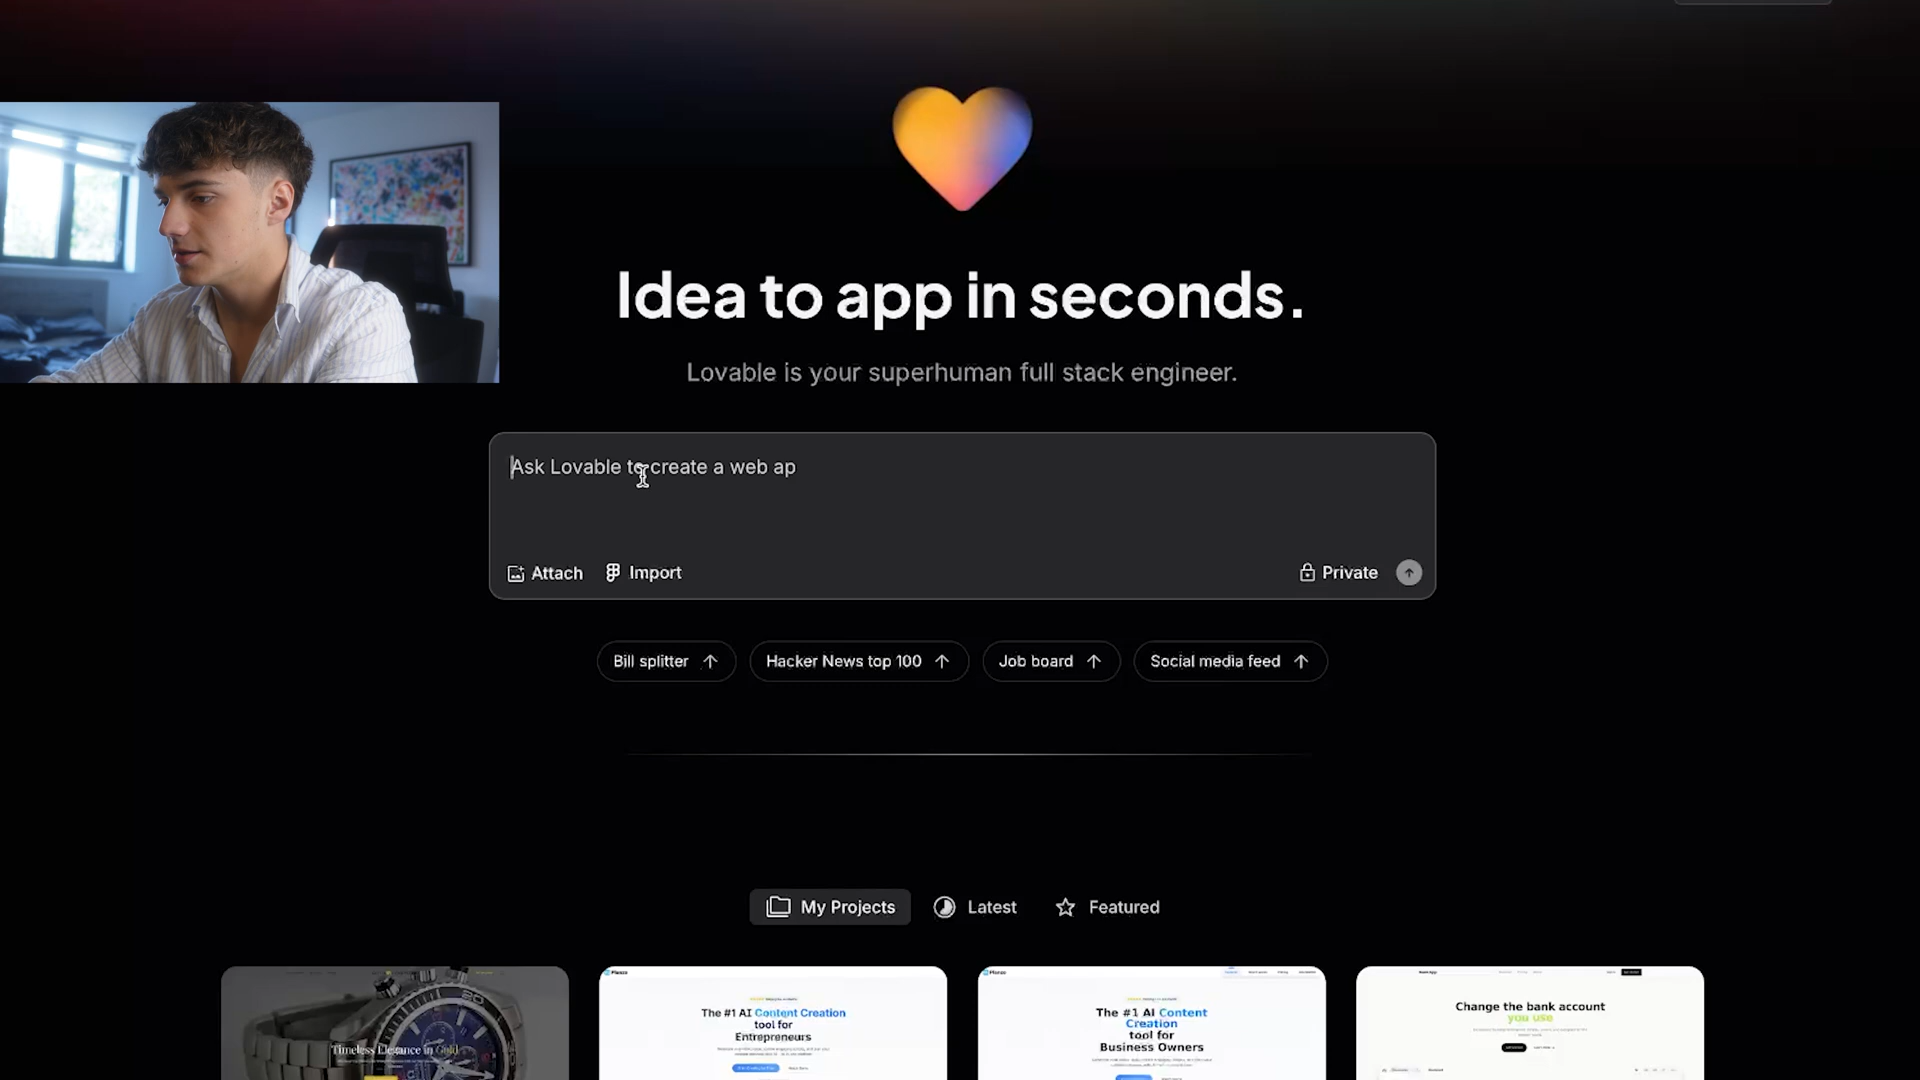 Idea to app in seconds.
Lovable is your superhuman full stack engineer.
Ask Lovable to create a web ap
Attach
Import
Private
Bill splitter
Hacker News top 100
Job board
Social media feed
My Projects
Latest
Featured
Timeless Elegance in Gold
Planzo
The #1 AI Content Creation
tool for
Entrepreneurs
Planzo
The #1 AI Content
Creation
tool for
Business Owners
Change the bank account
you use